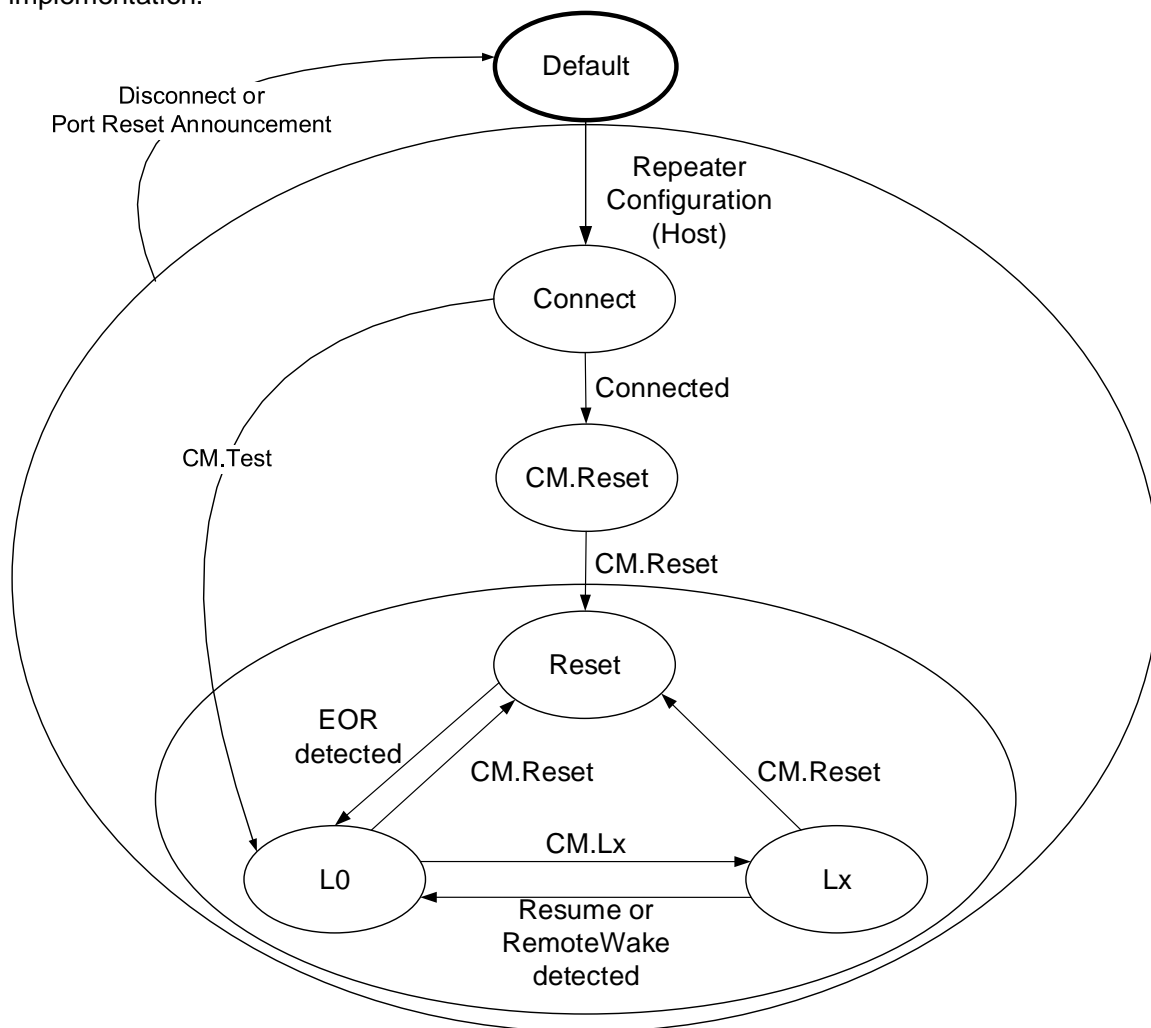 implementation.
Default
Disconnect or
Port Reset Announcement
Repeater
Configuration
(Host)
Connect
Connected
CM.Test
CM.Reset
CM.Reset
Reset
EOR
detected
CM.Reset
CM.Reset
CM.Lx
L0
Lx
Resume or
RemoteWake
detected